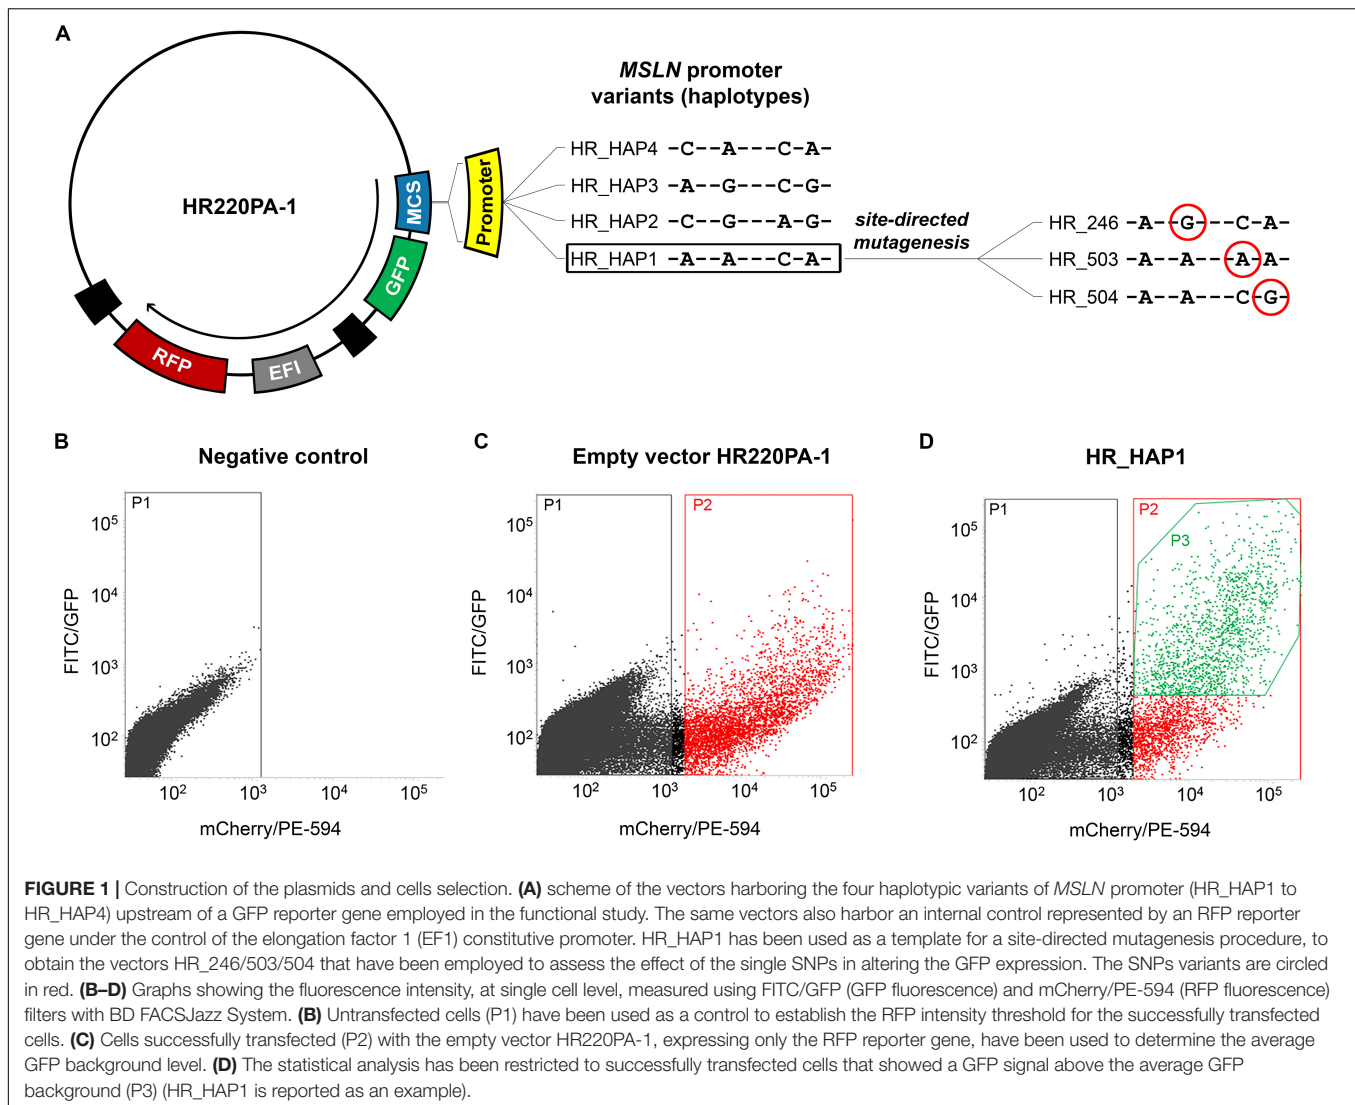 A
MSLN promoter
variants (haplotypes)
HR220PA-1
MCS
Promoter
GFP
EFI
RFP
HR_HAP4 -C--A---C-A-
HR_HAP3 -A--G---C-G-
HR_HAP2 -C--G---A-G-
HR_HAP1 -A--A---C-A-
site-directed
mutagenesis
HR_246 -A--G---C-A-
HR_503 -A--A---A-A-
HR_504 -A--A---C-G-
B
Negative control
P1
10^5
10^4
10^3
10^2
FITC/GFP
10^2 10^3 10^4 10^5
mCherry/PE-594
C
Empty vector HR220PA-1
P1
P2
10^5
10^4
10^3
10^2
FITC/GFP
10^2 10^3 10^4 10^5
mCherry/PE-594
D
HR_HAP1
P1
P2
P3
10^5
10^4
10^3
10^2
FITC/GFP
10^2 10^3 10^4 10^5
mCherry/PE-594
FIGURE 1 | Construction of the plasmids and cells selection. (A) scheme of the vectors harboring the four haplotypic variants of MSLN promoter (HR_HAP1 to
HR_HAP4) upstream of a GFP reporter gene employed in the functional study. The same vectors also harbor an internal control represented by an RFP reporter
gene under the control of the elongation factor 1 (EF1) constitutive promoter. HR_HAP1 has been used as a template for a site-directed mutagenesis procedure, to
obtain the vectors HR_246/503/504 that have been employed to assess the effect of the single SNPs in altering the GFP expression. The SNPs variants are circled
in red. (B–D) Graphs showing the fluorescence intensity, at single cell level, measured using FITC/GFP (GFP fluorescence) and mCherry/PE-594 (RFP fluorescence)
filters with BD FACSJazz System. (B) Untransfected cells (P1) have been used as a control to establish the RFP intensity threshold for the successfully transfected
cells. (C) Cells successfully transfected (P2) with the empty vector HR220PA-1, expressing only the RFP reporter gene, have been used to determine the average
GFP background level. (D) The statistical analysis has been restricted to successfully transfected cells that showed a GFP signal above the average GFP
background (P3) (HR_HAP1 is reported as an example).